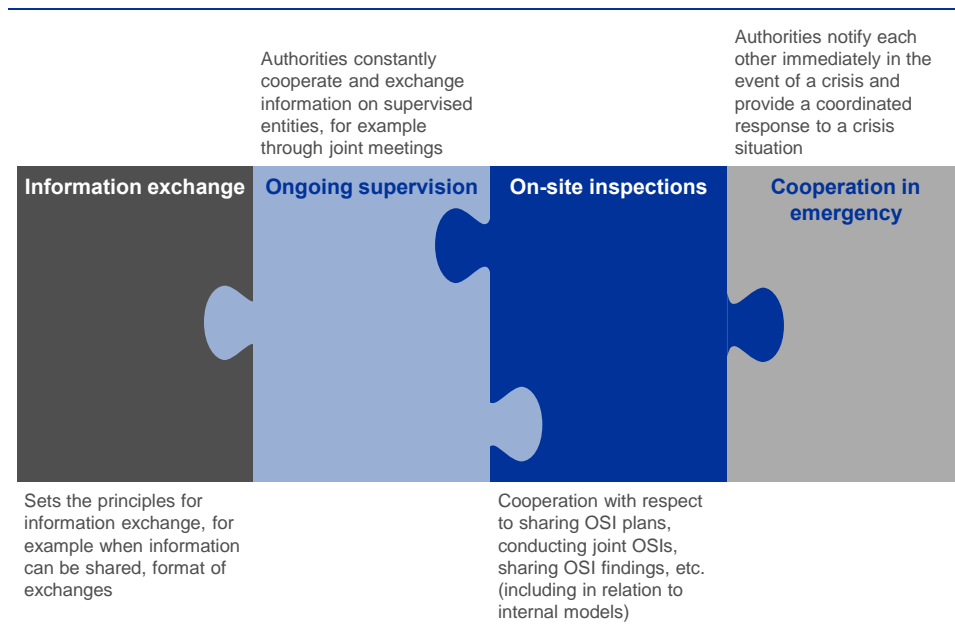 Authorities constantly
cooperate and exchange
information on supervised
entities, for example
through joint meetings
Authorities notify each
other immediately in the
event of a crisis and
provide a coordinated
response to a crisis
situation
Information exchange
Ongoing supervision
On-site inspections
Cooperation in
emergency
Sets the principles for
information exchange, for
example when information
can be shared, format of
exchanges
Cooperation with respect
to sharing OSI plans,
conducting joint OSIs,
sharing OSI findings, etc.
(including in relation to
internal models)